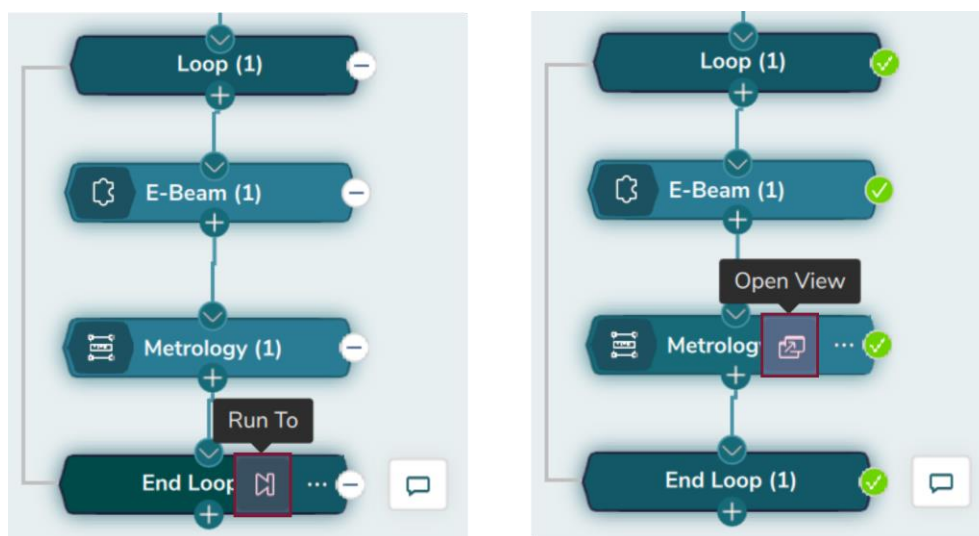 Loop (1)
E-Beam (1)
Metrology (1)
Run To
End Loop
Loop (1)
E-Beam (1)
Open View
Metrolog
End Loop (1)